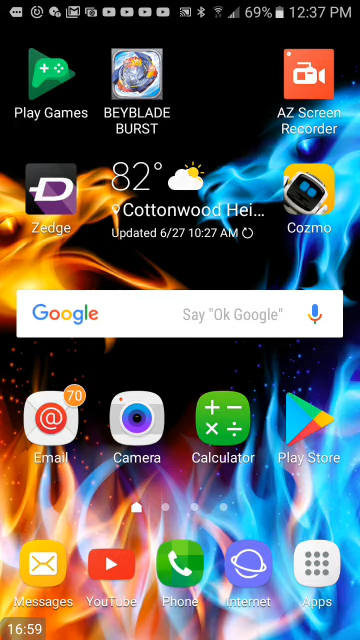 69% 12:37 PM
Play Games
BEYBLADE
BURST
AZ Screen
Recorder
82°
Cottonwood Hei...
Updated 6/27 10:27 AM
Zedge
Cozmo
Google
Say "Ok Google"
70
Email
Camera
Calculator
Play Store
Messages
YouTube
Phone
Internet
Apps
16:59